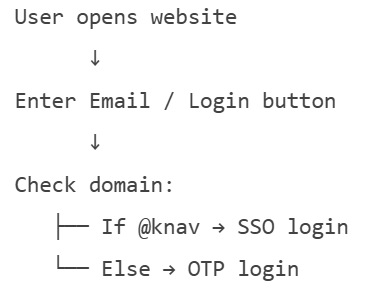 User opens website
↓
Enter Email / Login button
↓
Check domain:
├── If @knav → SSO login
└── Else → OTP login